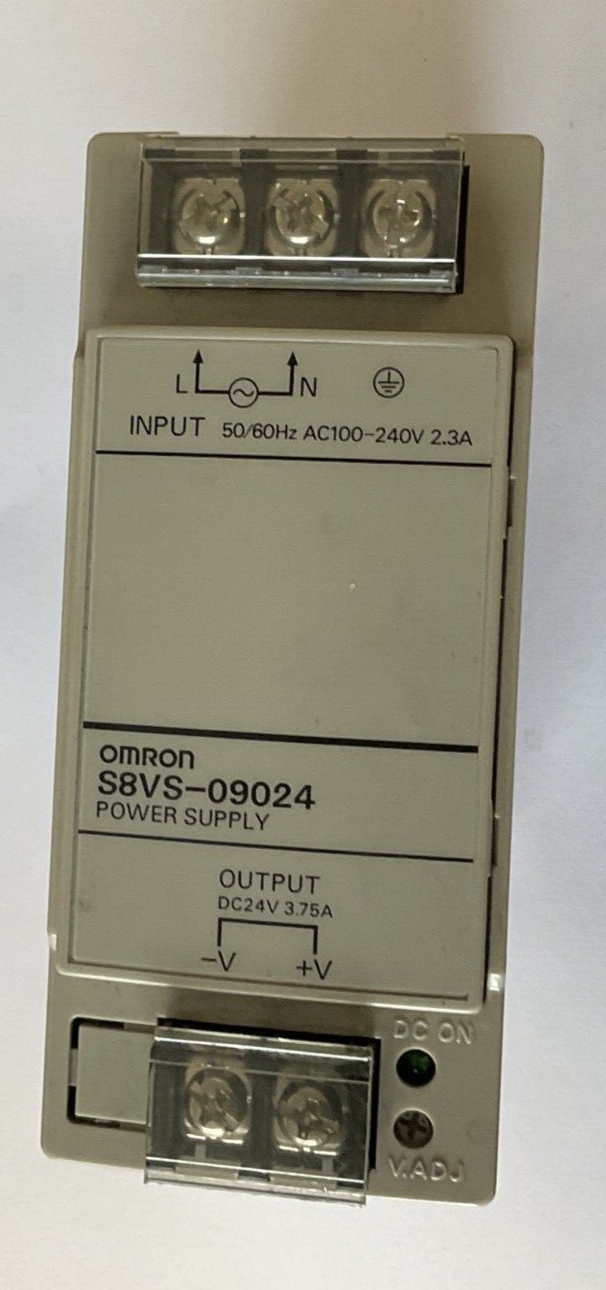 L N
INPUT 50/60Hz AC100-240V 2.3A
OMRON
S8VS-09024
POWER SUPPLY
OUTPUT
DC24V 3.75A
-V +V
DC ON
V.ADJ